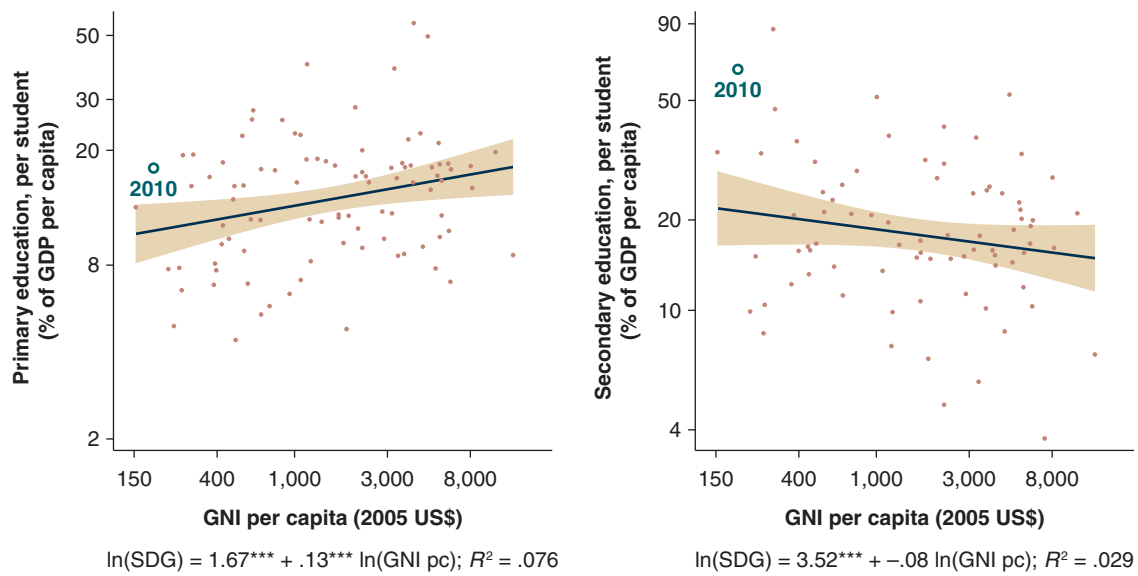 Primary education, per student
(% of GDP per capita)
50
30
20
8
2
2010
150
400
1,000
3,000
8,000
GNI per capita (2005 US$)
ln(SDG) = 1.67*** + .13*** ln(GNI pc); R² = .076
Secondary education, per student
(% of GDP per capita)
90
50
20
10
4
2010
150
400
1,000
3,000
8,000
GNI per capita (2005 US$)
ln(SDG) = 3.52*** + –.08 ln(GNI pc); R² = .029